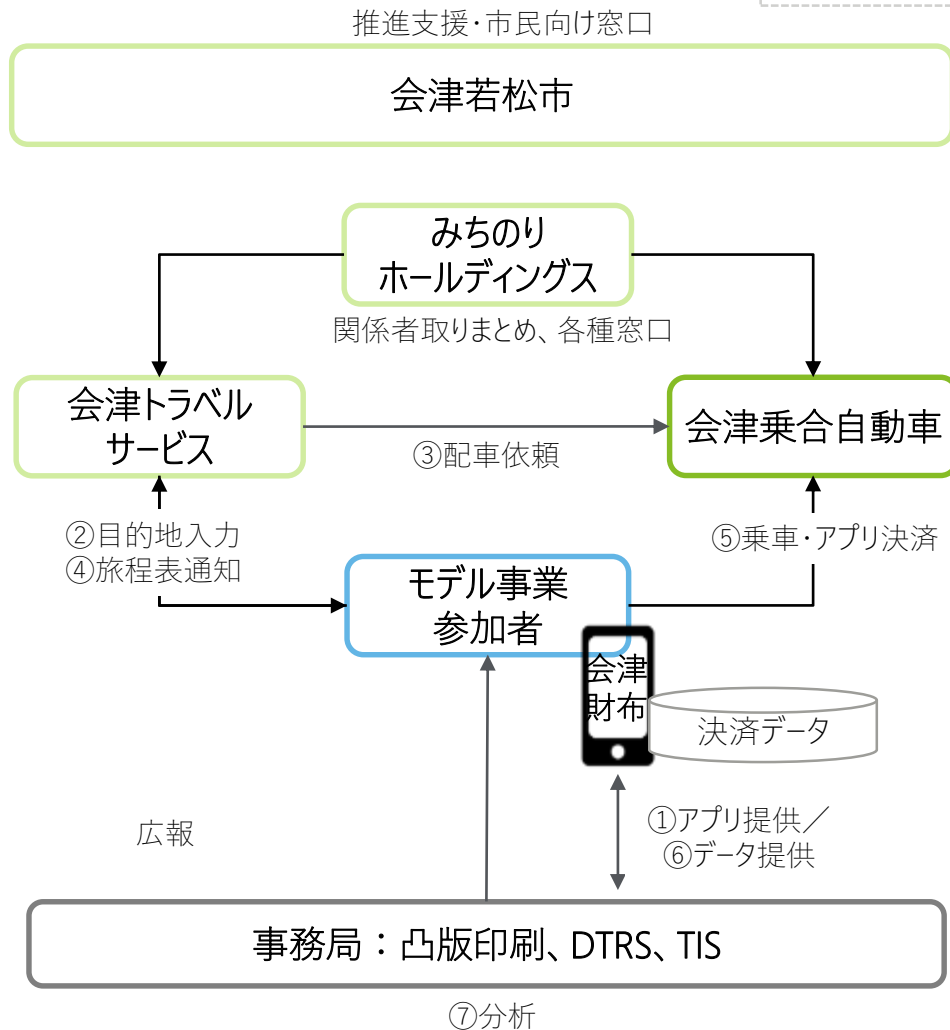 推進支援・市民向け窓口
会津若松市
みちのり
ホールディングス
関係者取りまとめ、各種窓口
会津トラベル
サービス
会津乗合自動車
③配車依頼
②目的地入力
④旅程表通知
⑤乗車・アプリ決済
モデル事業
参加者
会津
財布
決済データ
広報
①アプリ提供／
⑥データ提供
事務局：凸版印刷、DTRS、TIS
⑦分析